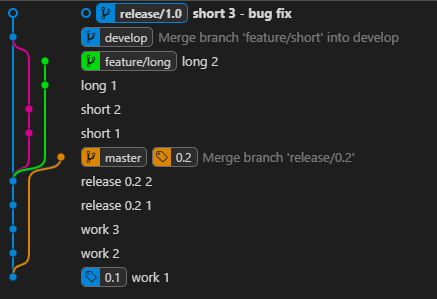 release/1.0 short 3 - bug fix
develop Merge branch 'feature/short' into develop
feature/long long 2
long 1
short 2
short 1
master 0.2 Merge branch 'release/0.2'
release 0.2 2
release 0.2 1
work 3
work 2
0.1 work 1